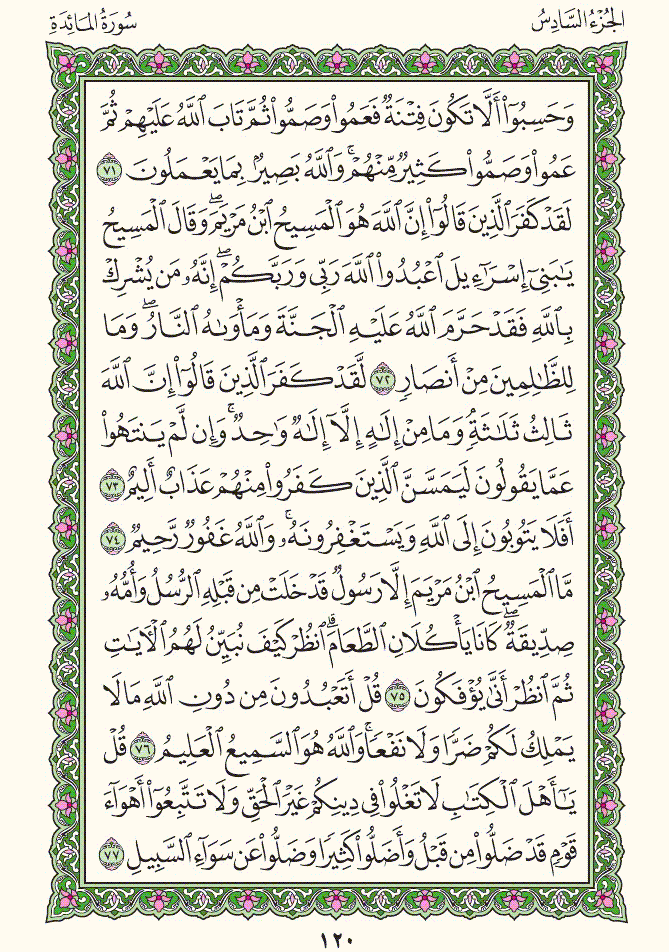 الجُزْءُ السَّادِسُ
سُورَةُ المَائِدَةِ
وَحَسِبُوٓا۟ أَلَّا تَكُونَ فِتْنَةٌ فَعَمُوا۟ وَصَمُّوا۟ ثُمَّ تَابَ ٱللَّهُ عَلَيْهِمْ ثُمَّ
عَمُوا۟ وَصَمُّوا۟ كَثِيرٌ مِّنْهُمْ ۚ وَٱللَّهُ بَصِيرٌۢ بِمَا يَعْمَلُونَ ٧١
لَقَدْ كَفَرَ ٱلَّذِينَ قَالُوٓا۟ إِنَّ ٱللَّهَ هُوَ ٱلْمَسِيحُ ٱبْنُ مَرْيَمَ ۖ وَقَالَ ٱلْمَسِيحُ
يَٰبَنِىٓ إِسْرَٰٓءِيلَ ٱعْبُدُوا۟ ٱللَّهَ رَبِّى وَرَبَّكُمْ ۖ إِنَّهُۥ مَن يُشْرِكْ
بِٱللَّهِ فَقَدْ حَرَّمَ ٱللَّهُ عَلَيْهِ ٱلْجَنَّةَ وَمَأْوَىٰهُ ٱلنَّارُ ۖ وَمَا
لِلظَّٰلِمِينَ مِنْ أَنصَارٍ ٧٢ لَّقَدْ كَفَرَ ٱلَّذِينَ قَالُوٓا۟ إِنَّ ٱللَّهَ
ثَالِثُ ثَلَٰثَةٍ ۘ وَمَا مِنْ إِلَٰهٍ إِلَّآ إِلَٰهٌ وَٰحِدٌ ۚ وَإِن لَّمْ يَنتَهُوا۟
عَمَّا يَقُولُونَ لَيَمَسَّنَّ ٱلَّذِينَ كَفَرُوا۟ مِنْهُمْ عَذَابٌ أَلِيمٌ ٧٣
أَفَلَا يَتُوبُونَ إِلَى ٱللَّهِ وَيَسْتَغْفِرُونَهُۥ ۚ وَٱللَّهُ غَفُورٌ رَّحِيمٌ ٧٤
مَّا ٱلْمَسِيحُ ٱبْنُ مَرْيَمَ إِلَّا رَسُولٌ قَدْ خَلَتْ مِن قَبْلِهِ ٱلرُّسُلُ وَأُمُّهُۥ
صِدِّيقَةٌ ۖ كَانَا يَأْكُلَانِ ٱلطَّعَامَ ۗ ٱنظُرْ كَيْفَ نُبَيِّنُ لَهُمُ ٱلْءَايَٰتِ
ثُمَّ ٱنظُرْ أَنَّىٰ يُؤْفَكُونَ ٧٥ قُلْ أَتَعْبُدُونَ مِن دُونِ ٱللَّهِ مَا لَا
يَمْلِكُ لَكُمْ ضَرًّا وَلَا نَفْعًا ۚ وَٱللَّهُ هُوَ ٱلسَّمِيعُ ٱلْعَلِيمُ ٧٦ قُلْ
يَٰٓأَهْلَ ٱلْكِتَٰبِ لَا تَغْلُوا۟ فِى دِينِكُمْ غَيْرَ ٱلْحَقِّ وَلَا تَتَّبِعُوٓا۟ أَهْوَآءَ
قَوْمٍ قَدْ ضَلُّوا۟ مِن قَبْلُ وَأَضَلُّوا۟ كَثِيرًا وَضَلُّوا۟ عَن سَوَآءِ ٱلسَّبِيلِ ٧٧
١٢٠